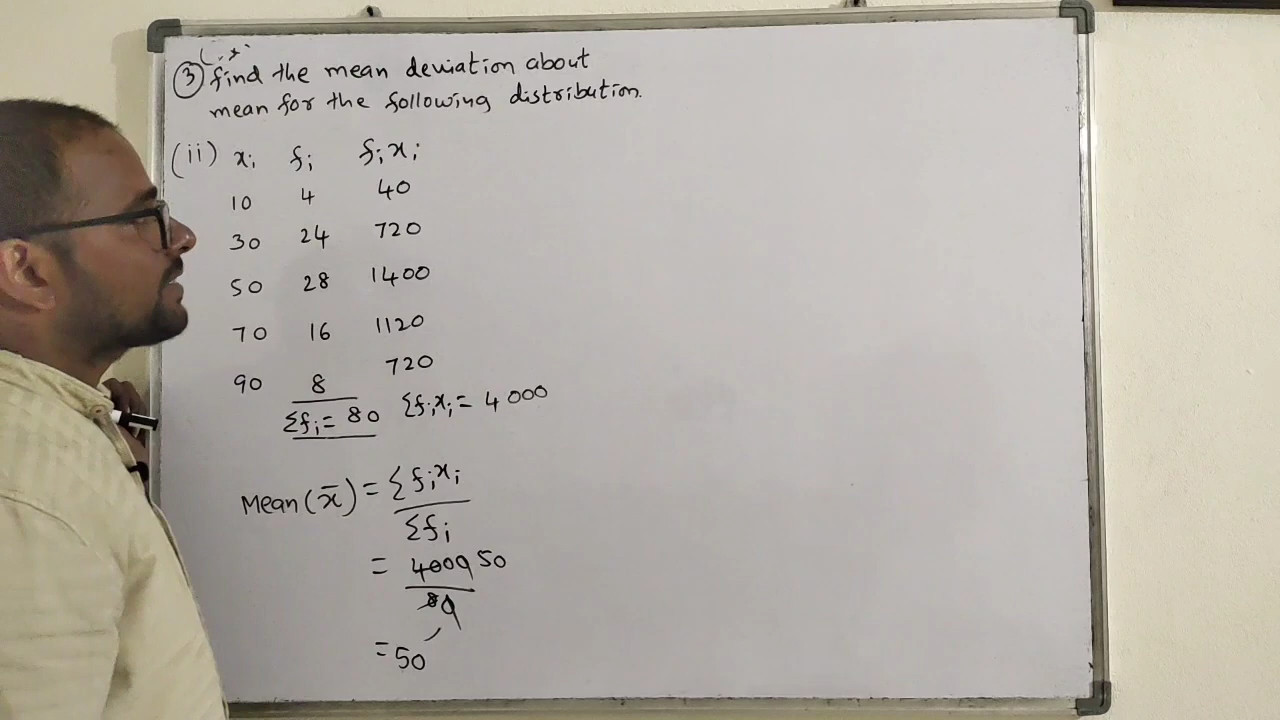 ③ find the mean deviation about
mean for the following distribution.
(ii) xᵢ fᵢ fᵢxᵢ
10 4 40
30 24 720
50 28 1400
70 16 1120
90 8 720
Σfᵢ = 80 Σfᵢxᵢ = 4000
Mean (x̄) = Σfᵢxᵢ
Σfᵢ
= 4000 50
80
= 50